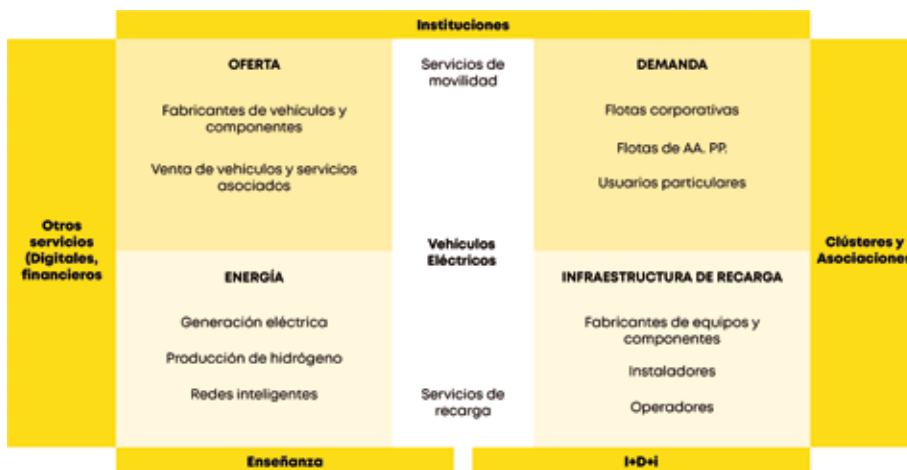 Instituciones
OFERTA
Fabricantes de vehículos y
componentes
Venta de vehículos y servicios
asociados
Servicios de
movilidad
DEMANDA
Flotas corporativas
Flotas de AA. PP.
Usuarios particulares
Otros
servicios
(Digitales,
financieros
Vehículos
Eléctricos
Clústeres y
Asociaciones
ENERGÍA
Generación eléctrica
Producción de hidrógeno
Redes inteligentes
Servicios de
recarga
INFRAESTRUCTURA DE RECARGA
Fabricantes de equipos y
componentes
Instaladores
Operadores
Enseñanza
I+D+i